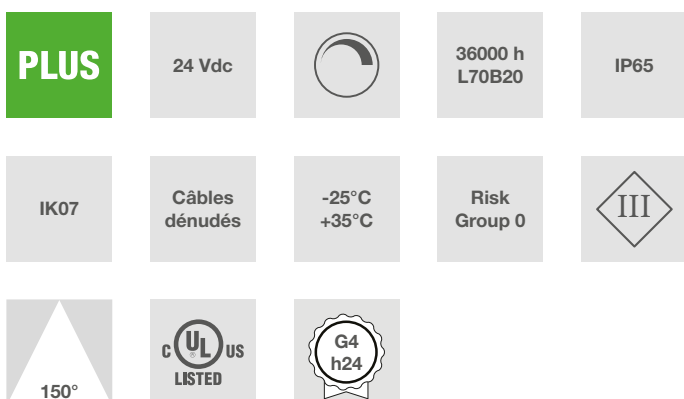 PLUS
24 Vdc
36000 h
L70B20
IP65
IK07
Câbles
dénudés
-25°C
+35°C
Risk
Group 0
III
150°
C UL ® US
LISTED
G4
h24